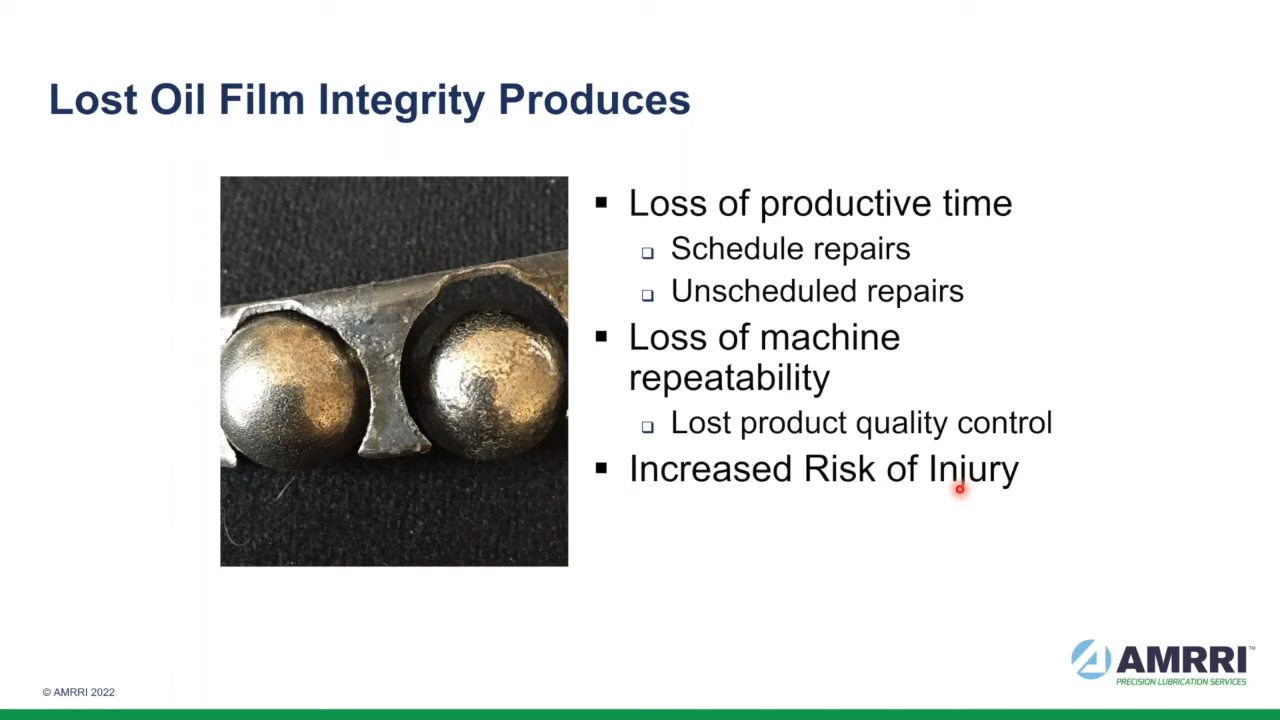 Lost Oil Film Integrity Produces
Loss of productive time
Schedule repairs
Unscheduled repairs
Loss of machine
repeatability
Lost product quality control
Increased Risk of Injury
AMRRI™
PRECISION LUBRICATION SERVICES
© AMRRI 2022